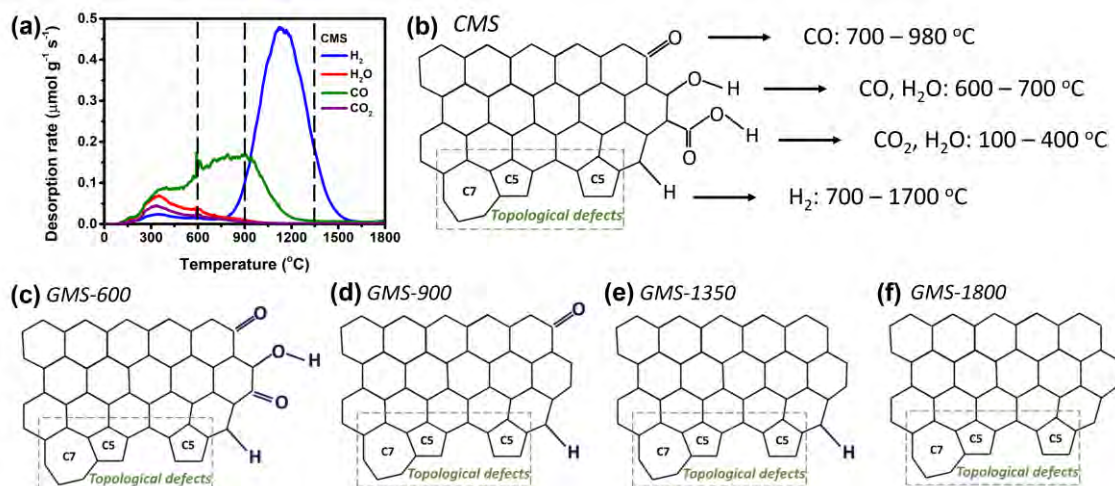 (a)
CMS
H₂
H₂O
CO
CO₂
Desorption rate (μmol g⁻¹ s⁻¹)
0.5
0.4
0.3
0.2
0.1
0.0
0 300 600 900 1200 1500 1800
Temperature (°C)
(b) CMS
O
O H
O H
O
H
C7 C5 C5
Topological defects
CO: 700 – 980 °C
CO, H₂O: 600 – 700 °C
CO₂, H₂O: 100 – 400 °C
H₂: 700 – 1700 °C
(c) GMS-600
O
O H
O
H
C7 C5 C5
Topological defects
(d) GMS-900
O
H
C7 C5 C5
Topological defects
(e) GMS-1350
H
C7 C5 C5
Topological defects
(f) GMS-1800
C7 C5 C5
Topological defects